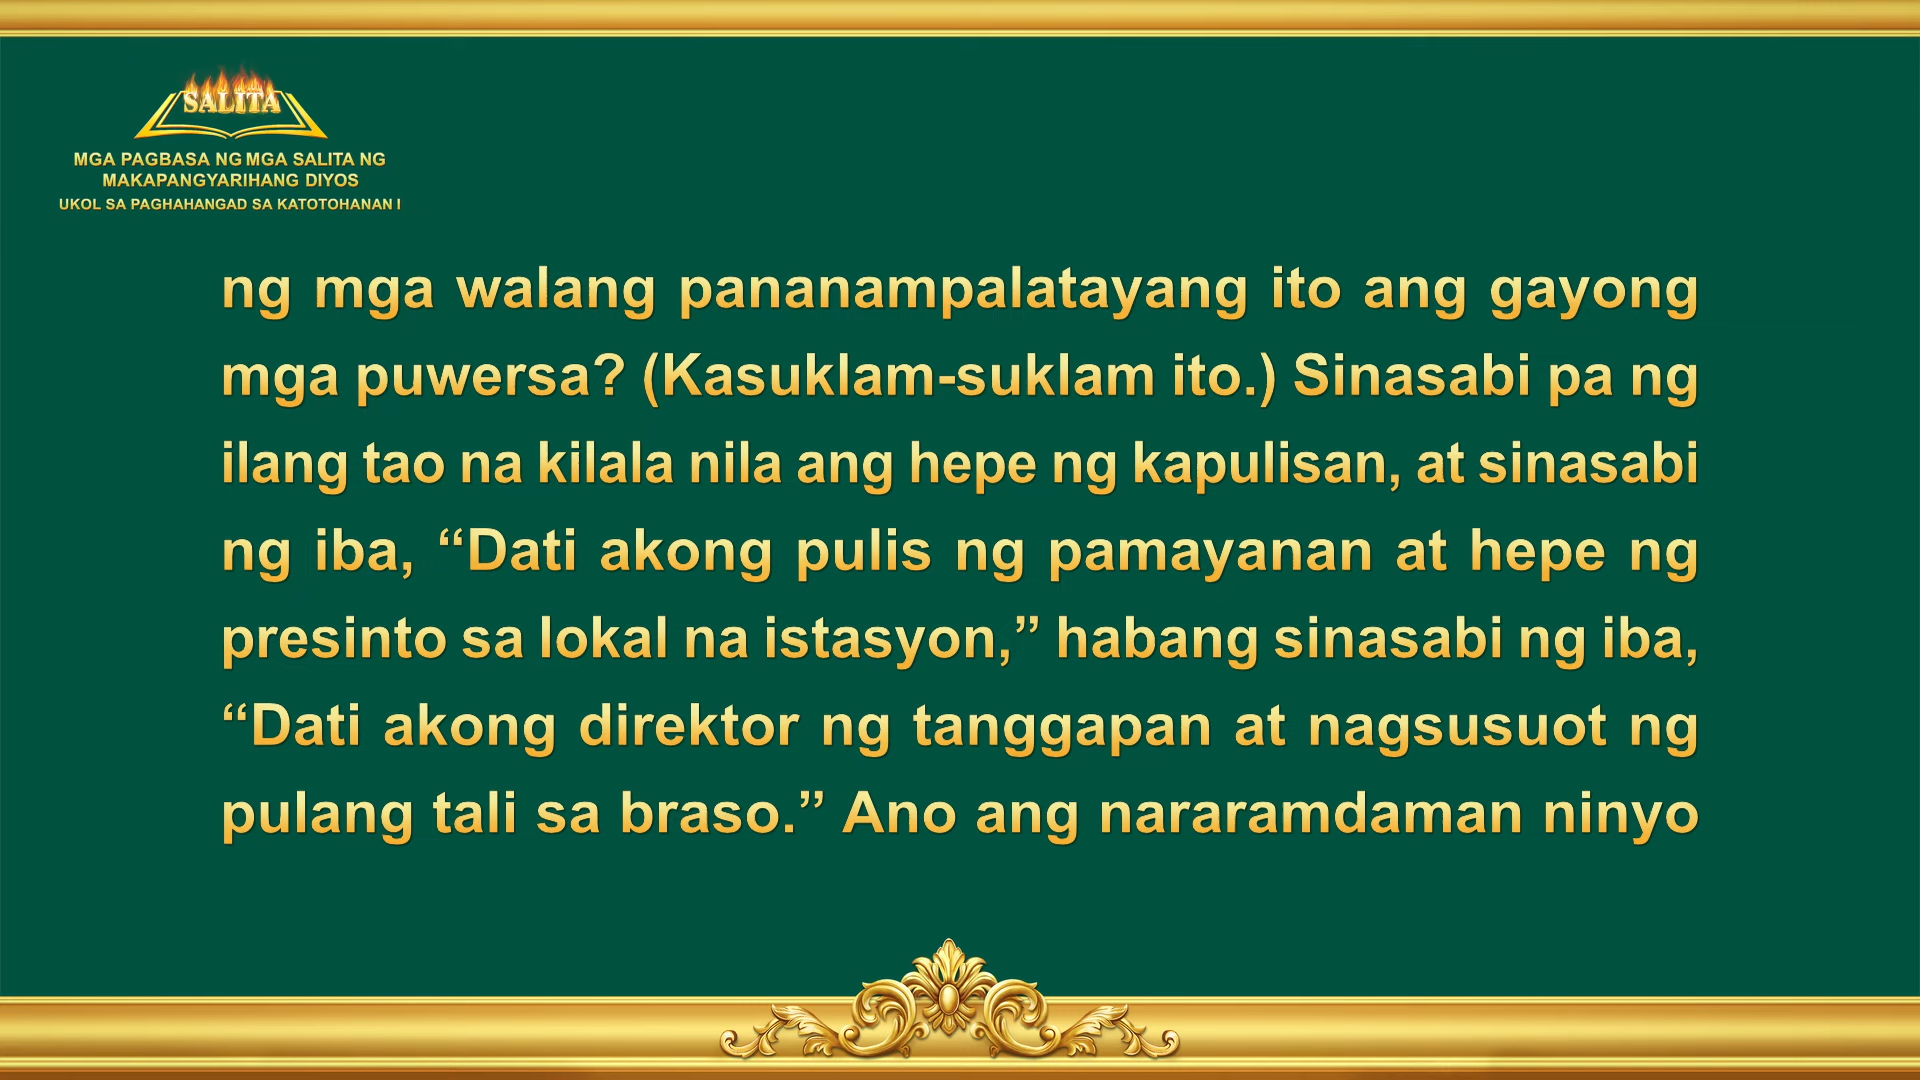 SALITA
MGA PAGBASA NG MGA SALITA NG
MAKAPANGYARIHANG DIYOS
UKOL SA PAGHAHANGAD SA KATOTOHANAN I
ng mga walang pananampalatayang ito ang gayong
mga puwersa? (Kasuklam-suklam ito.) Sinasabi pa ng
ilang tao na kilala nila ang hepe ng kapulisan, at sinasabi
ng iba, “Dati akong pulis ng pamayanan at hepe ng
presinto sa lokal na istasyon,” habang sinasabi ng iba,
“Dati akong direktor ng tanggapan at nagsusuot ng
pulang tali sa braso.” Ano ang nararamdaman ninyo